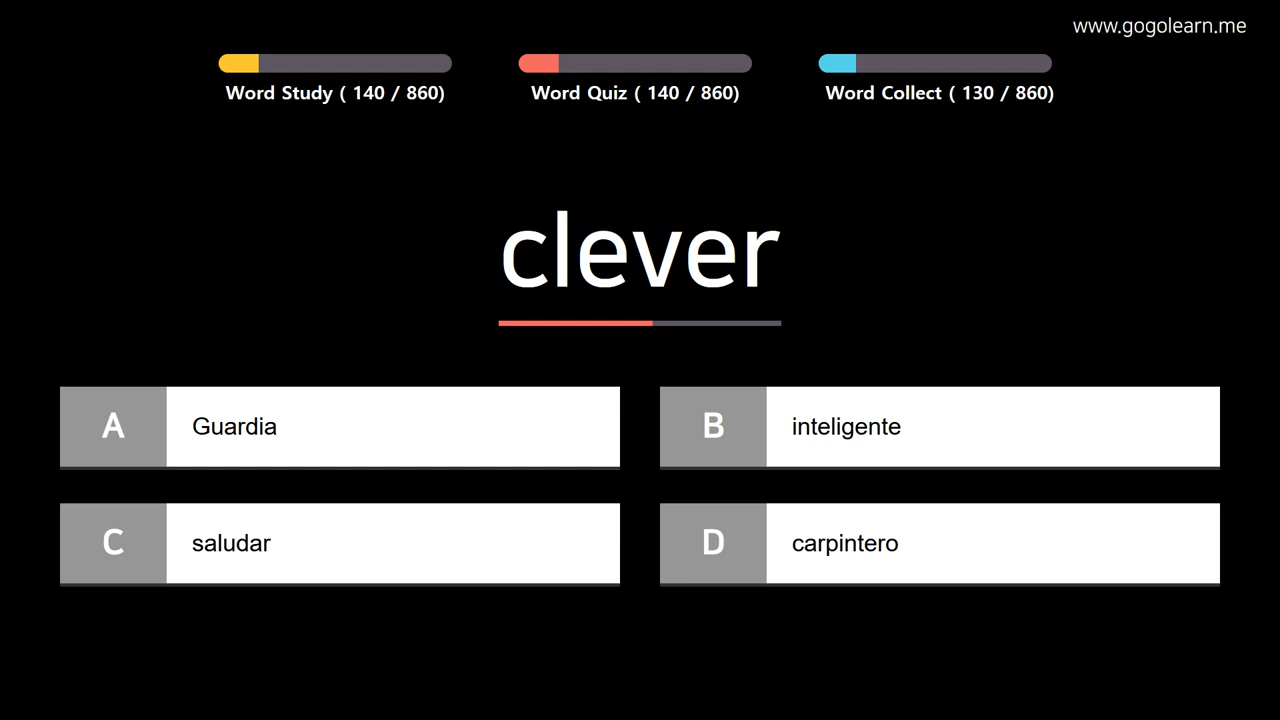 www.gogolearn.me
Word Study ( 140 / 860)
Word Quiz ( 140 / 860)
Word Collect ( 130 / 860)
clever
A Guardia
B inteligente
C saludar
D carpintero